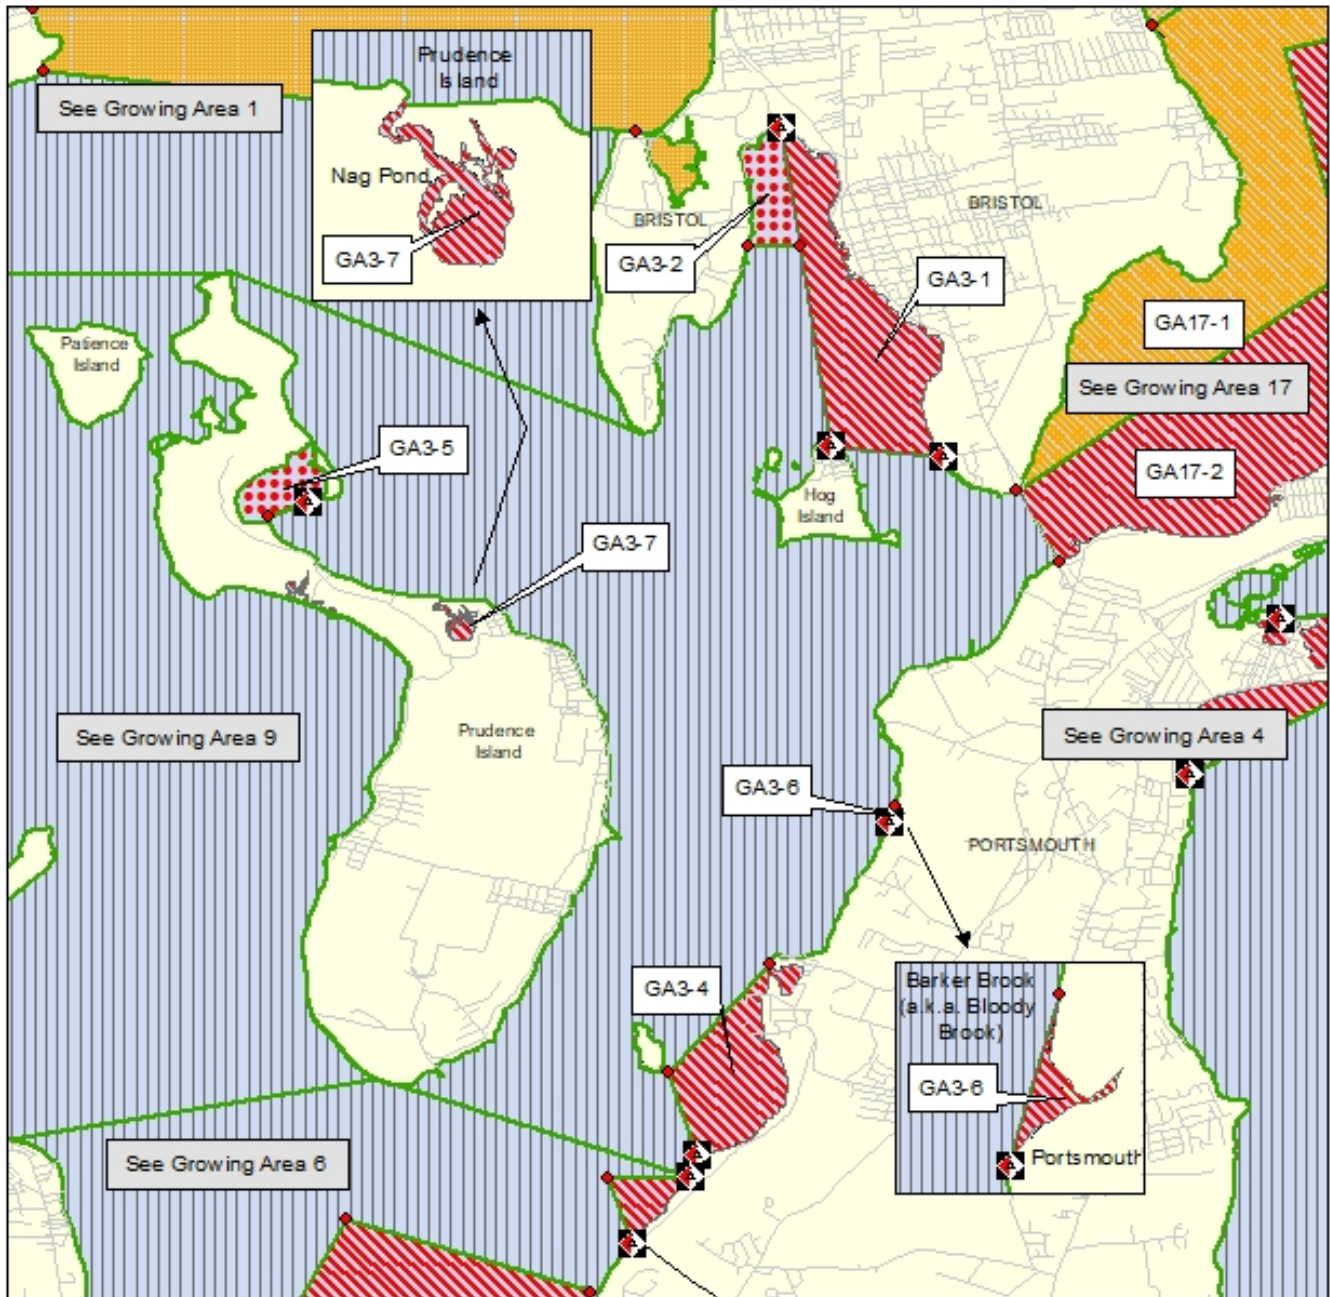 Prudence
Island
See Growing Area 1
Nag Pond
GA3-7
BRISTOL
BRISTOL
GA3-2
GA3-1
GA17-1
Patience
Island
See Growing Area 17
GA3-5
GA17-2
Hog
Island
GA3-7
See Growing Area 9
Prudence
Island
See Growing Area 4
GA3-6
PORTSMOUTH
GA3-4
Barker Brook
(a.k.a. Bloody
Brook)
GA3-6
See Growing Area 6
Portsmouth